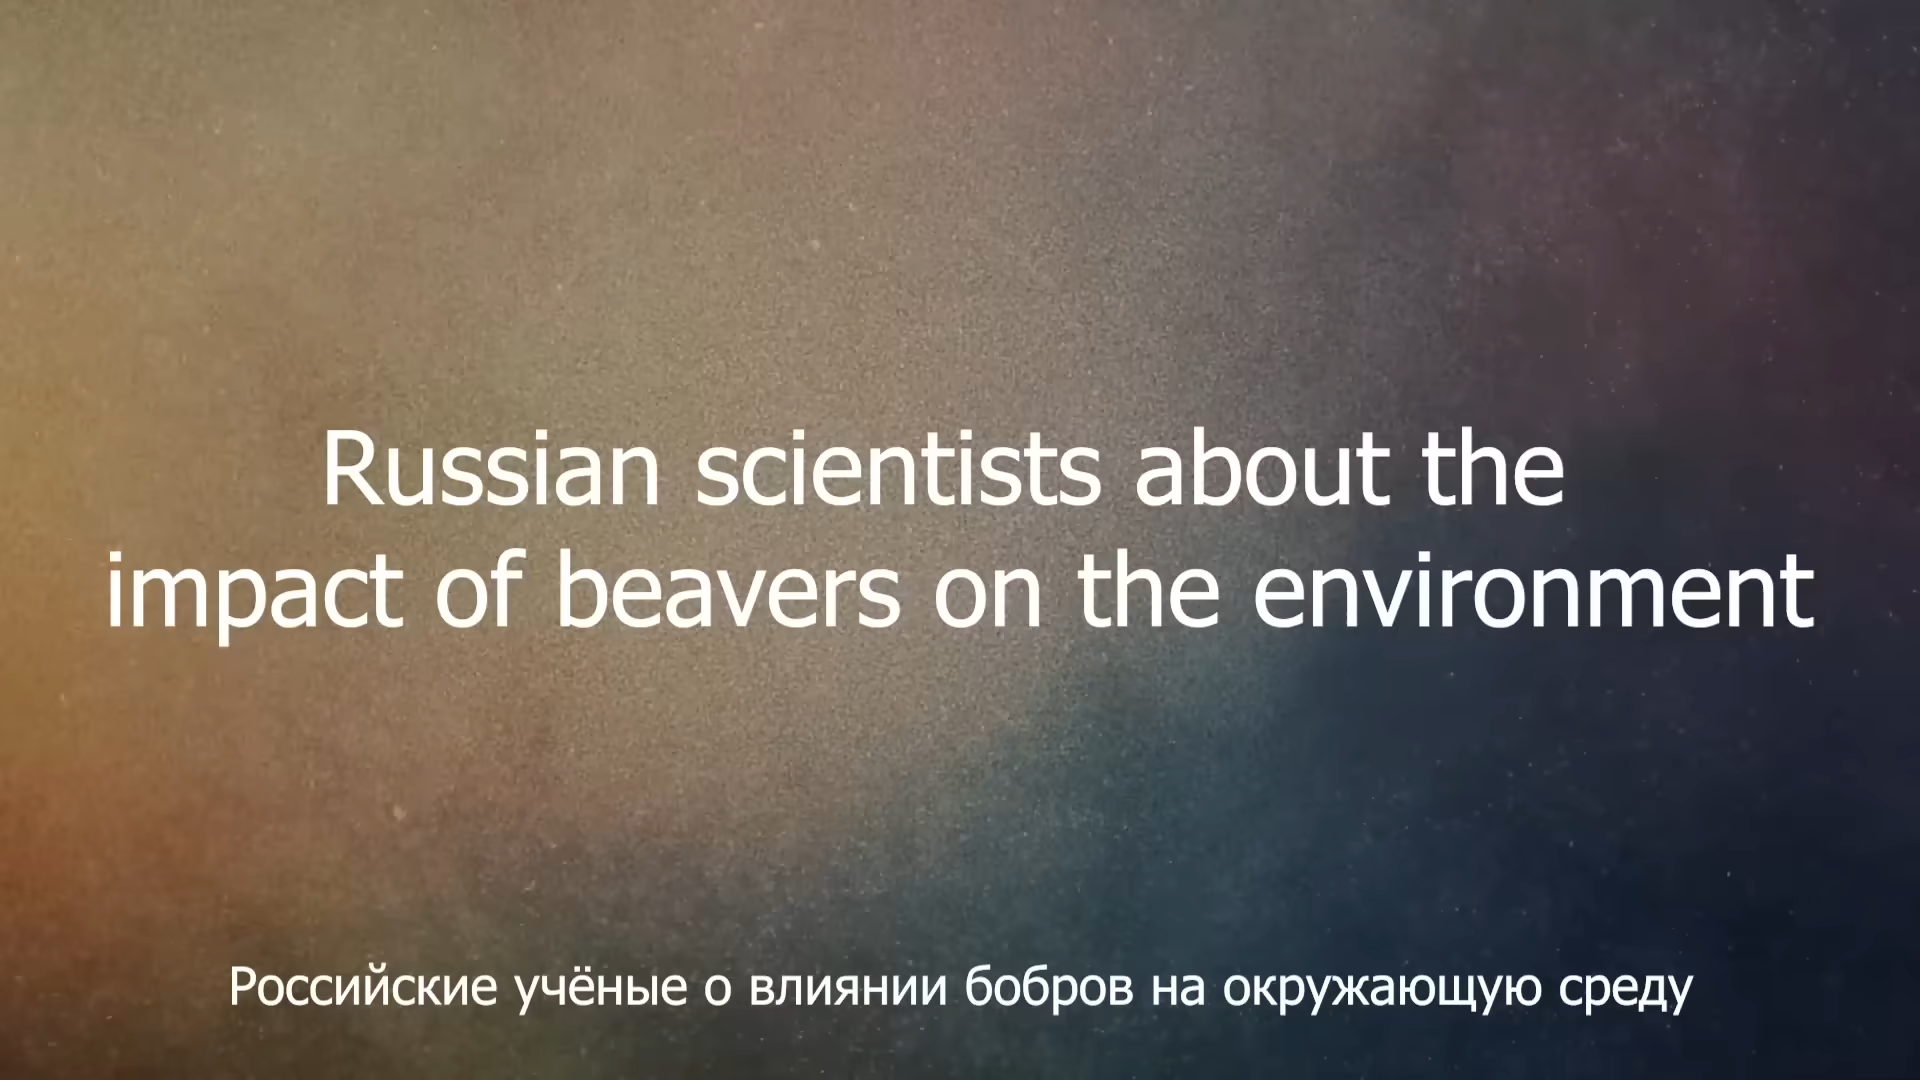 Russian scientists about the
impact of beavers on the environment
Российские учёные о влиянии бобров на окружающую среду